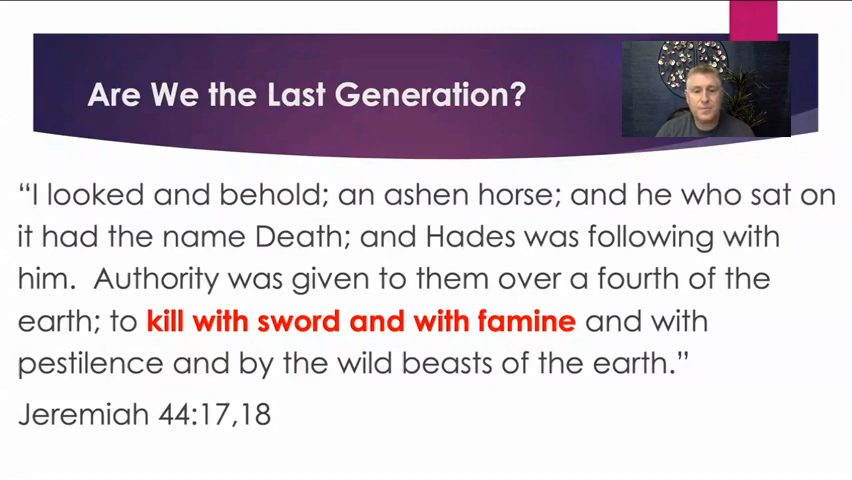 Are We the Last Generation?
“I looked and behold; an ashen horse; and he who sat on
it had the name Death; and Hades was following with
him.  Authority was given to them over a fourth of the
earth; to kill with sword and with famine and with
pestilence and by the wild beasts of the earth.”
Jeremiah 44:17,18